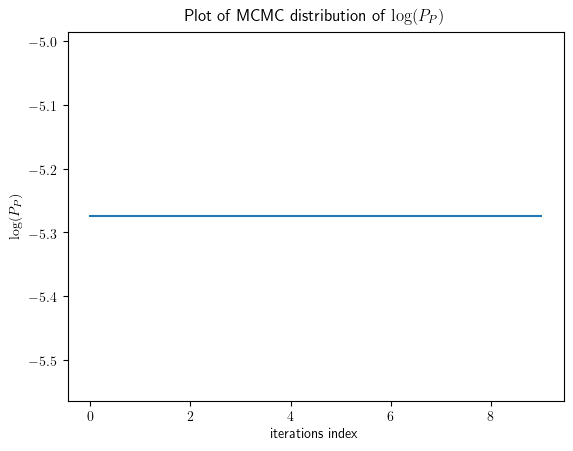 Plot of MCMC distribution of log(P_P)
−5.0
−5.1
−5.2
−5.3
−5.4
−5.5
log(P_P)
0 2 4 6 8
iterations index